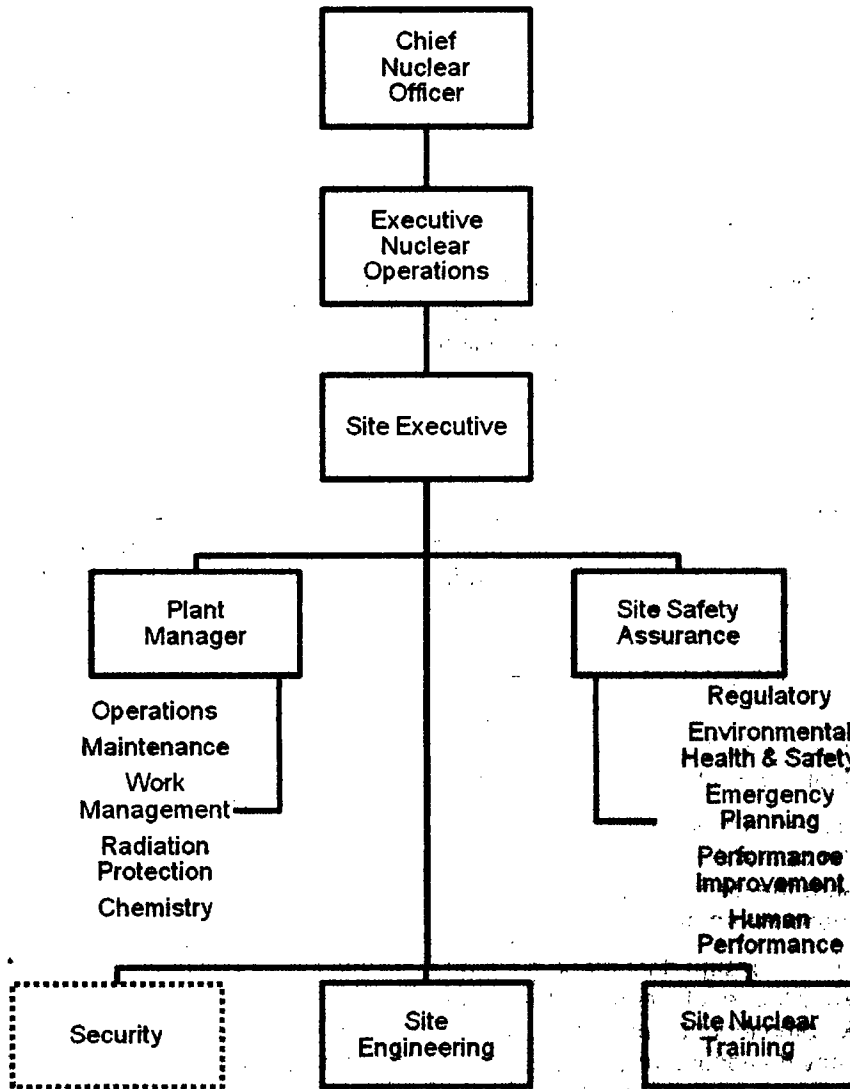 Chief
Nuclear
Officer
Executive
Nuclear
Operations
Site Executive
Plant
Manager
Site Safety
Assurance
Operations
Maintenance
Work
Management
Radiation
Protection
Chemistry
Regulatory
Environmental
Health & Safety
Emergency
Planning
Performance
Improvement
Human
Performance
Security
Site
Engineering
Site Nuclear
Training